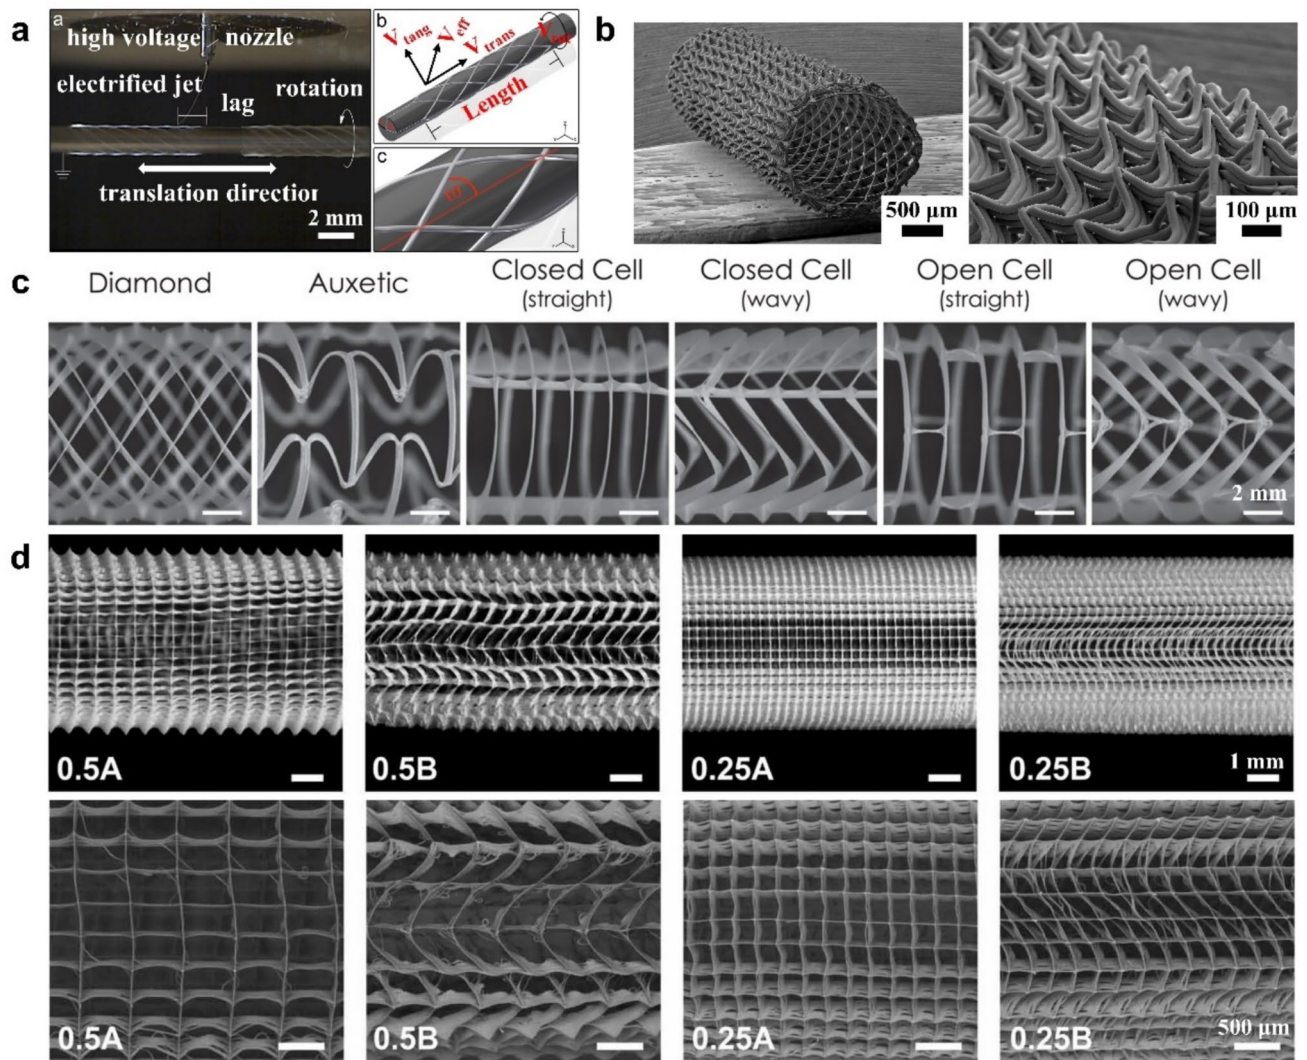 a
a
high voltage nozzle
electrified jet
lag
rotation
translation direction
2 mm
b
V tang
V eff
V trans
Length
c
b
500 µm
100 µm
c
Diamond
Auxetic
Closed Cell
(straight)
Closed Cell
(wavy)
Open Cell
(straight)
Open Cell
(wavy)
2 mm
d
0.5A
0.5B
0.25A
0.25B
1 mm
0.5A
0.5B
0.25A
0.25B
500 µm